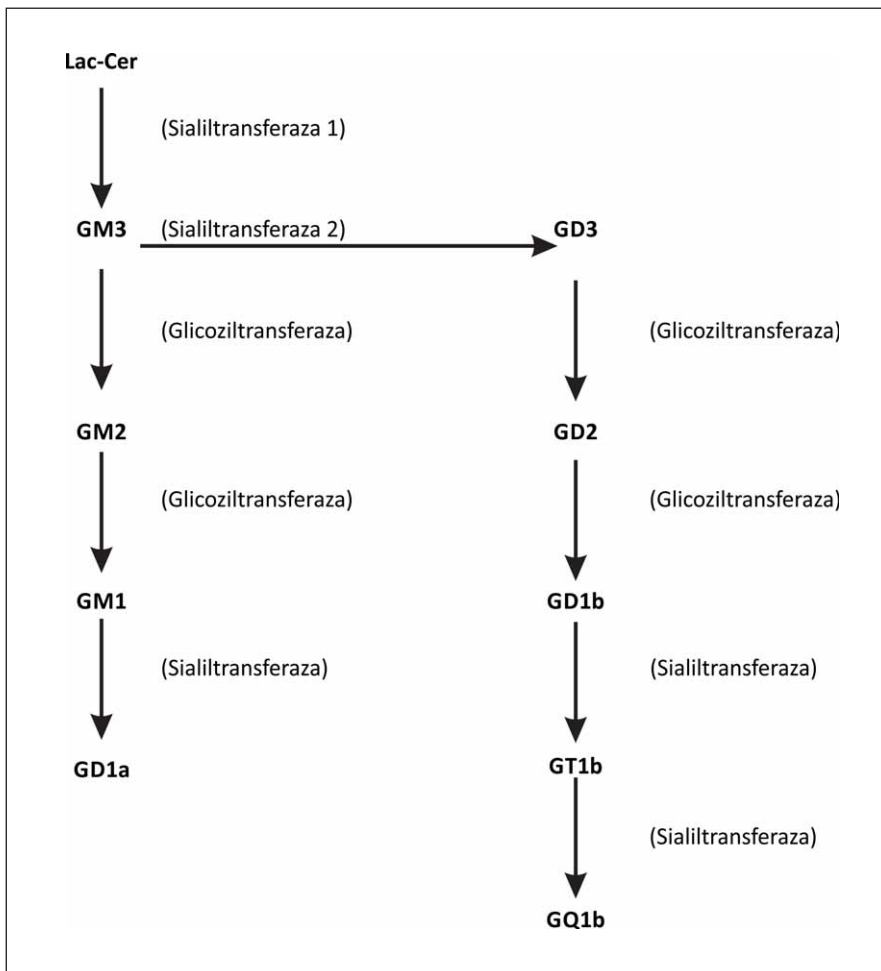 Lac-Cer
(Sialiltransferaza 1)
GM3 (Sialiltransferaza 2) GD3
(Glicoziltransferaza) (Glicoziltransferaza)
GM2 GD2
(Glicoziltransferaza) (Glicoziltransferaza)
GM1 GD1b
(Sialiltransferaza) (Sialiltransferaza)
GD1a GT1b
(Sialiltransferaza)
GQ1b